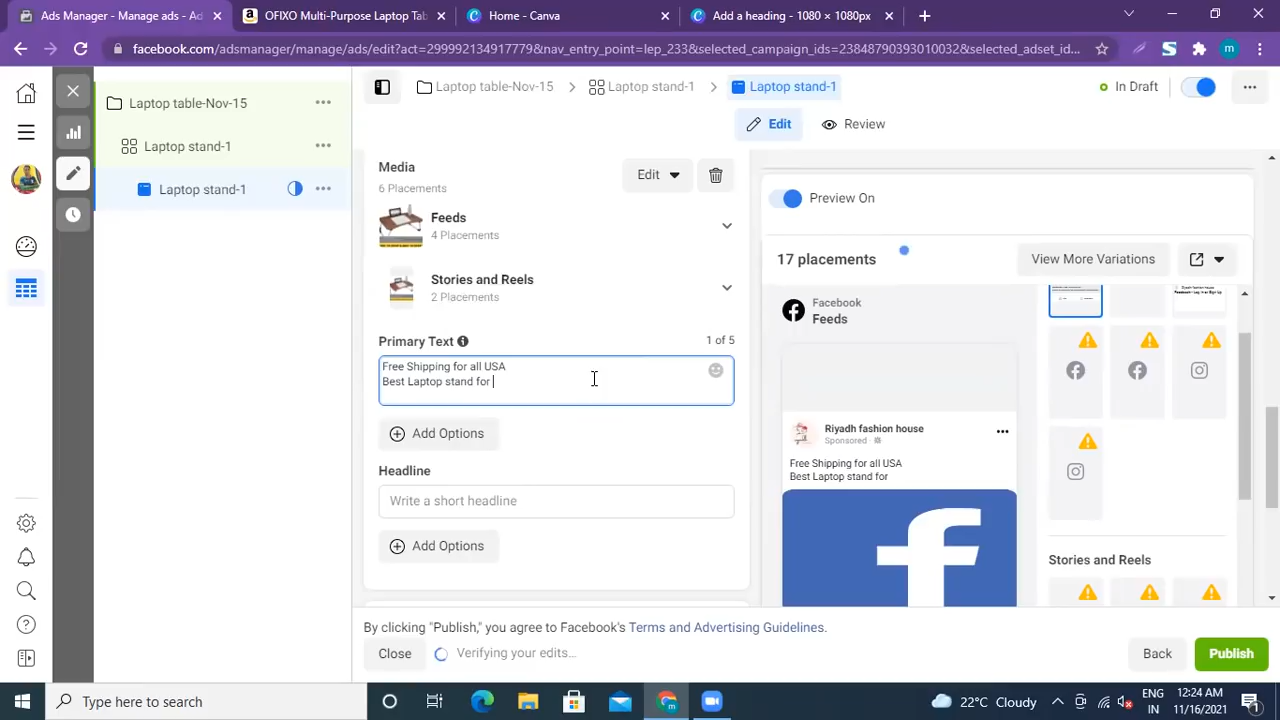 Ads Manager - Manage ads - Ad
OFIXO Multi-Purpose Laptop Tab
Home - Canva
Add a heading - 1080 × 1080px
facebook.com/adsmanager/manage/ads/edit?act=299992134917779&nav_entry_point=lep_233&selected_campaign_ids=23848790393010032&selected_adset_id...
m
Laptop table-Nov-15
Laptop stand-1
Laptop stand-1
Laptop table-Nov-15
Laptop stand-1
Laptop stand-1
In Draft
Edit
Review
Media
6 Placements
Edit
Feeds
4 Placements
Stories and Reels
2 Placements
Primary Text
1 of 5
Free Shipping for all USA
Best Laptop stand for
Add Options
Headline
Write a short headline
Add Options
Preview On
17 placements
View More Variations
Facebook
Feeds
Riyadh fashion house
Sponsored
Free Shipping for all USA
Best Laptop stand for
Stories and Reels
By clicking "Publish," you agree to Facebook's Terms and Advertising Guidelines.
Close
Verifying your edits...
Back
Publish
Type here to search
22°C Cloudy
ENG
IN
12:24 AM
11/16/2021